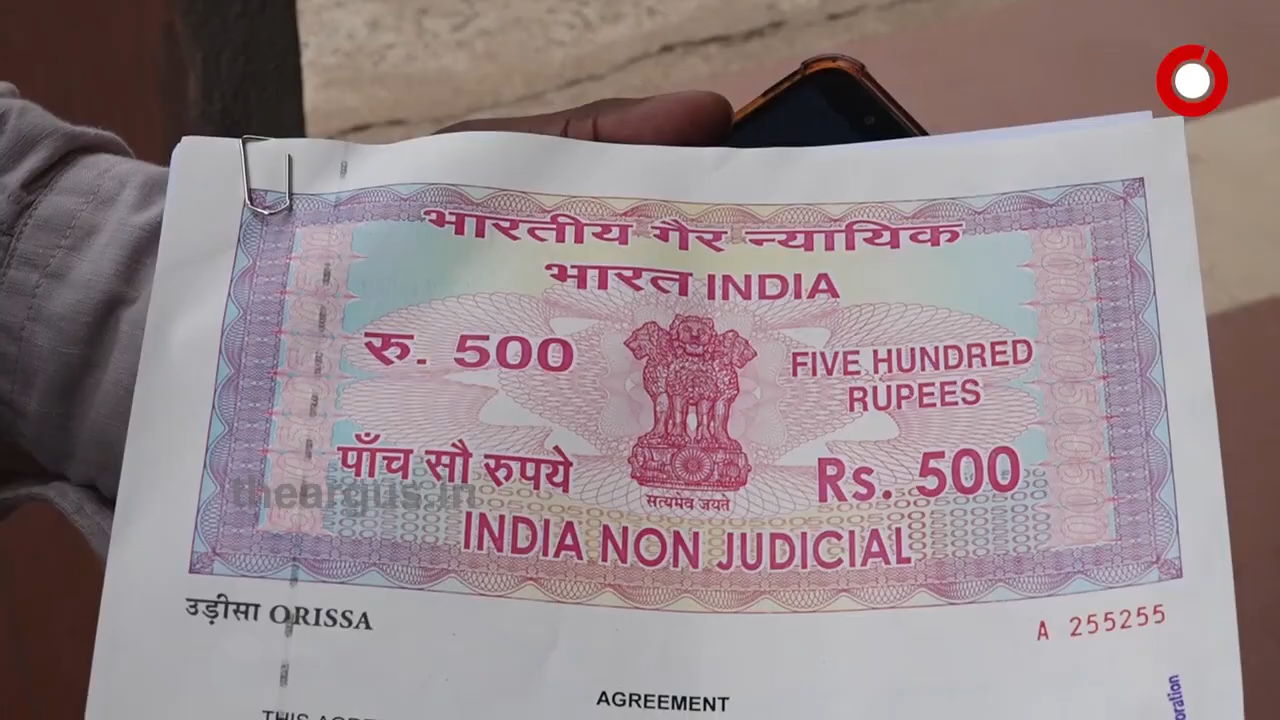 भारतीय गैर न्यायिक
भारत INDIA
रु. 500
FIVE HUNDRED
RUPEES
पाँच सौ रुपये
Rs. 500
सत्यमेव जयते
theargus.in
INDIA NON JUDICIAL
उड़ीसा ORISSA
A 255255
AGREEMENT